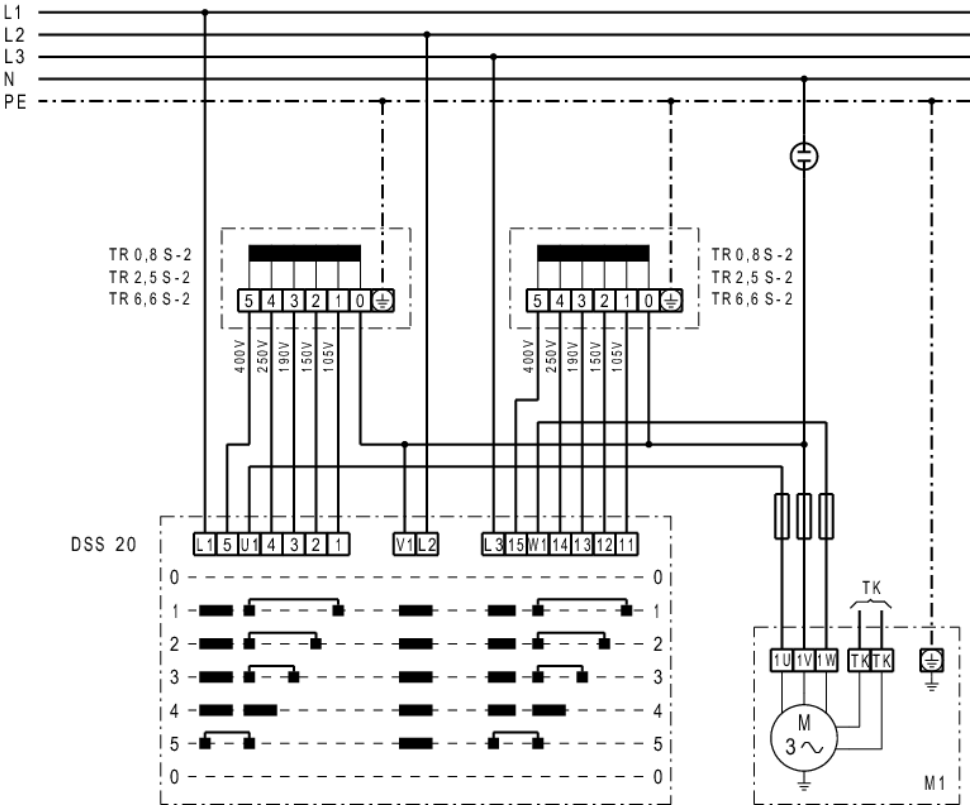 L1
L2
L3
N
PE
TR 0,8 S-2
TR 2,5 S-2
TR 6,6 S-2
5 4 3 2 1 0
400V 250V 190V 150V 105V
5 4 3 2 1 0
400V 250V 190V 150V 105V
TR 0,8 S-2
TR 2,5 S-2
TR 6,6 S-2
DSS 20
L1 5 U1 4 3 2 1 V1 L2 L3 15 W1 14 13 12 11
0 0
1 1
2 2
3 3
4 4
5 5
0 0
TK
1U 1V 1W TK TK
M
3
M1